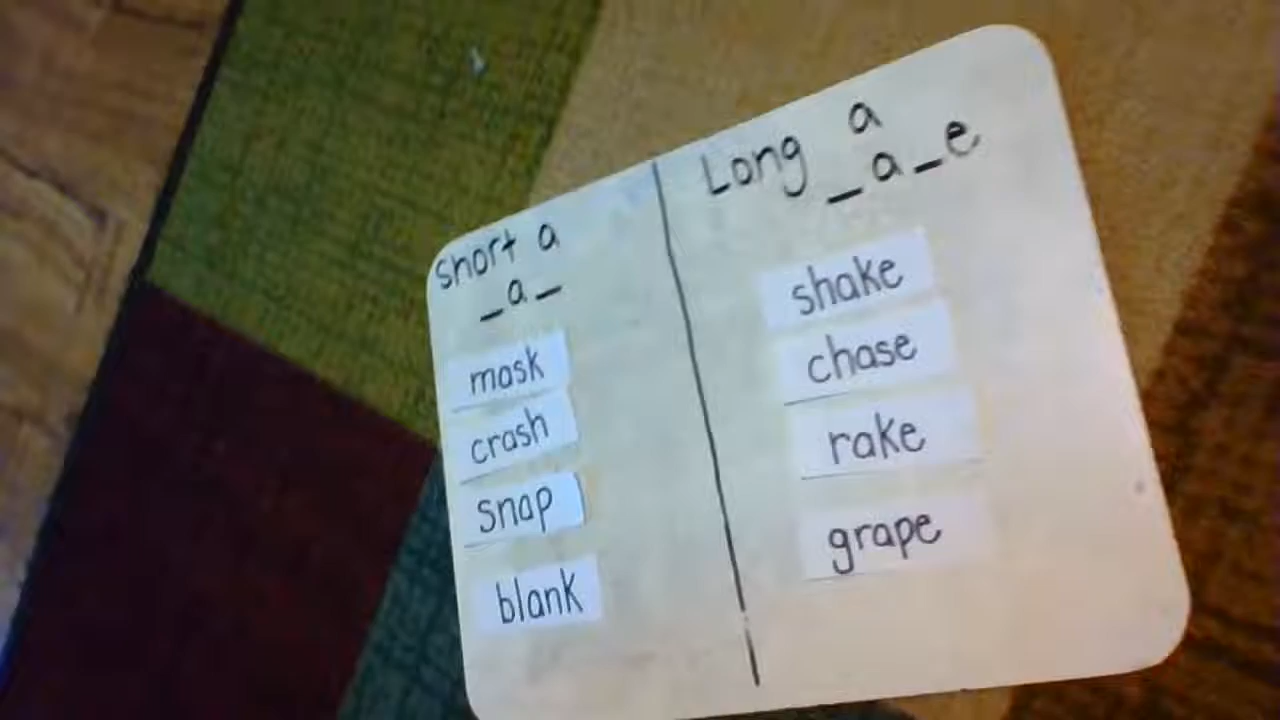 short a
_a_
mask
crash
snap
blank
Long a
_a_e
shake
chase
rake
grape